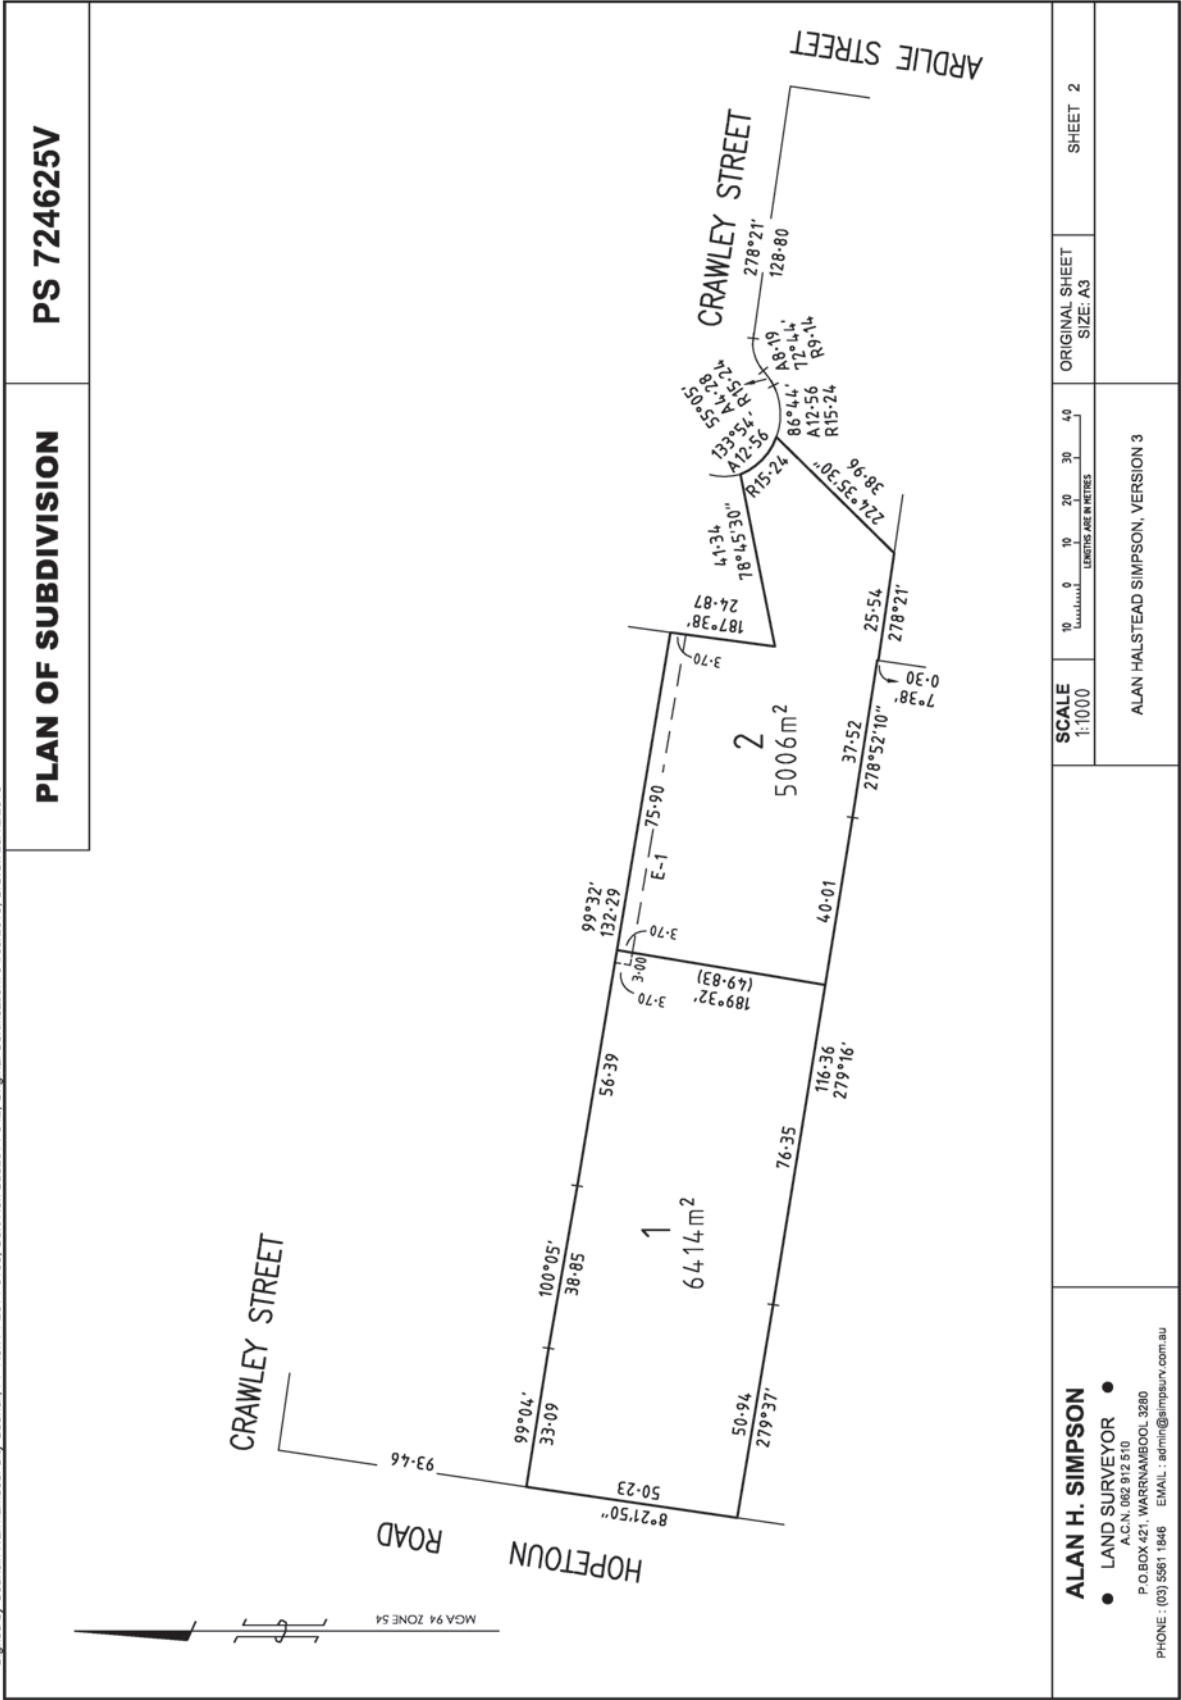 PLAN OF SUBDIVISION
PS 724625V
MGA 94 ZONE 54
CRAWLEY STREET
93·46
HOPETOUN ROAD
8°21'50"
50·23
99°04'
33·09
100°05'
38·85
56·39
99°32'
132·29
75·90
E-1
3·70
3·00
3·70
3·70
189°32'
(49·83)
1
6414m²
2
5006m²
50·94
279°37'
76·35
116·36
279°16'
40·01
37·52
278°52'10"
7°38'
0·30
25·54
278°21'
187°38'
24·87
41·34
78°45'30"
224°35'30"
38·96
133°54'
A12·56
R15·24
55°05'
A4·28
R15·24
86°44'
A12·56
R15·24
A8·19
72°44'
R9·14
CRAWLEY STREET
278°21'
128·80
ARDLIE STREET
ALAN H. SIMPSON
● LAND SURVEYOR ●
A.C.N. 062 912 510
P.O.BOX 421, WARRNAMBOOL 3280
PHONE : (03) 5561 1846 EMAIL : admin@simpsurv.com.au
SCALE
1:1000
10 0 10 20 30 40
LENGTHS ARE IN METRES
ORIGINAL SHEET
SIZE: A3
SHEET 2
ALAN HALSTEAD SIMPSON, VERSION 3